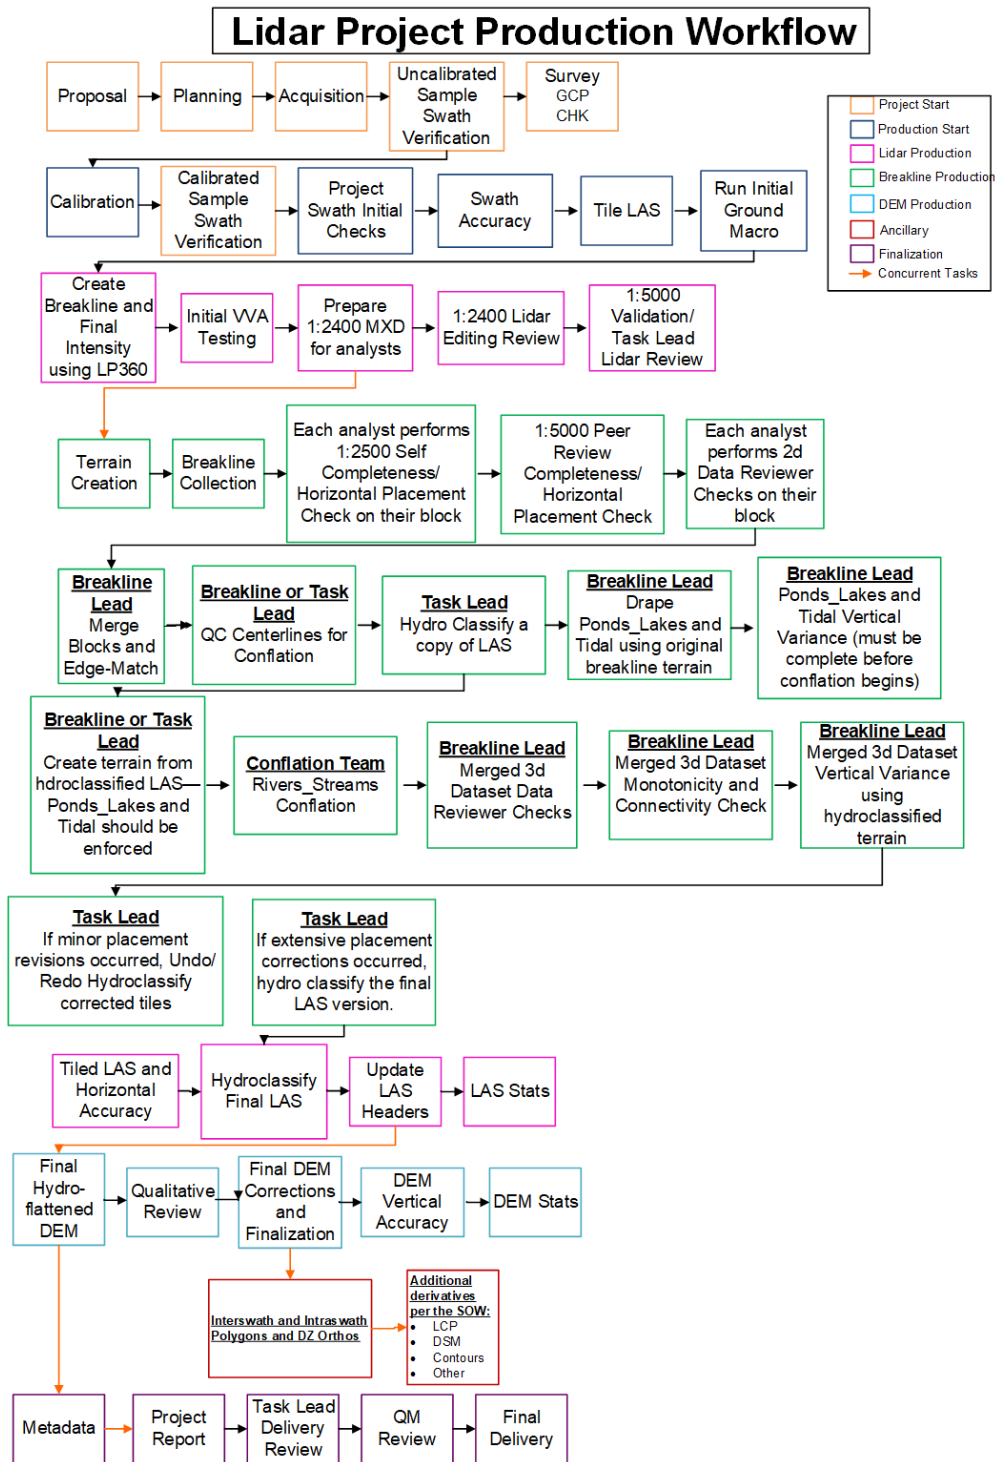 Lidar Project Production Workflow
Proposal
Planning
Acquisition
Uncalibrated
Sample
Swath
Verification
Survey
GCP
CHK
Project Start
Production Start
Lidar Production
Breakline Production
DEM Production
Ancillary
Finalization
Concurrent Tasks
Calibration
Calibrated
Sample
Swath
Verification
Project
Swath Initial
Checks
Swath
Accuracy
Tile LAS
Run Initial
Ground
Macro
Create
Breakline and
Final
Intensity
using LP360
Initial VVA
Testing
Prepare
1:2400 MXD
for analysts
1:2400 Lidar
Editing Review
1:5000
Validation/
Task Lead
Lidar Review
Terrain
Creation
Breakline
Collection
Each analyst performs
1:2500 Self
Completeness/
Horizontal Placement
Check on their block
1:5000 Peer
Review
Completeness/
Horizontal
Placement Check
Each analyst
performs 2d
Data Reviewer
Checks on their
block
Breakline
Lead
Merge
Blocks and
Edge-Match
Breakline or Task
Lead
QC Centerlines for
Conflation
Task Lead
Hydro Classify a
copy of LAS
Breakline Lead
Drape
Ponds_Lakes and
Tidal using original
breakline terrain
Breakline Lead
Ponds_Lakes and
Tidal Vertical
Variance (must be
complete before
conflation begins)
Breakline or Task
Lead
Create terrain from
hdroclassified LAS—
Ponds_Lakes and
Tidal should be
enforced
Conflation Team
Rivers_Streams
Conflation
Breakline Lead
Merged 3d
Dataset Data
Reviewer Checks
Breakline Lead
Merged 3d Dataset
Monotonicity and
Connectivity Check
Breakline Lead
Merged 3d Dataset
Vertical Variance
using
hydroclassified
terrain
Task Lead
If minor placement
revisions occurred, Undo/
Redo Hydroclassify
corrected tiles
Task Lead
If extensive placement
corrections occurred,
hydro classify the final
LAS version.
Tiled LAS and
Horizontal
Accuracy
Hydroclassify
Final LAS
Update
LAS
Headers
LAS Stats
Final
Hydro-
flattened
DEM
Qualitative
Review
Final DEM
Corrections
and
Finalization
DEM
Vertical
Accuracy
DEM Stats
Interswath and Intraswath
Polygons and DZ Orthos
Additional
derivatives
per the SOW:
• LCP
• DSM
• Contours
• Other
Metadata
Project
Report
Task Lead
Delivery
Review
QM
Review
Final
Delivery